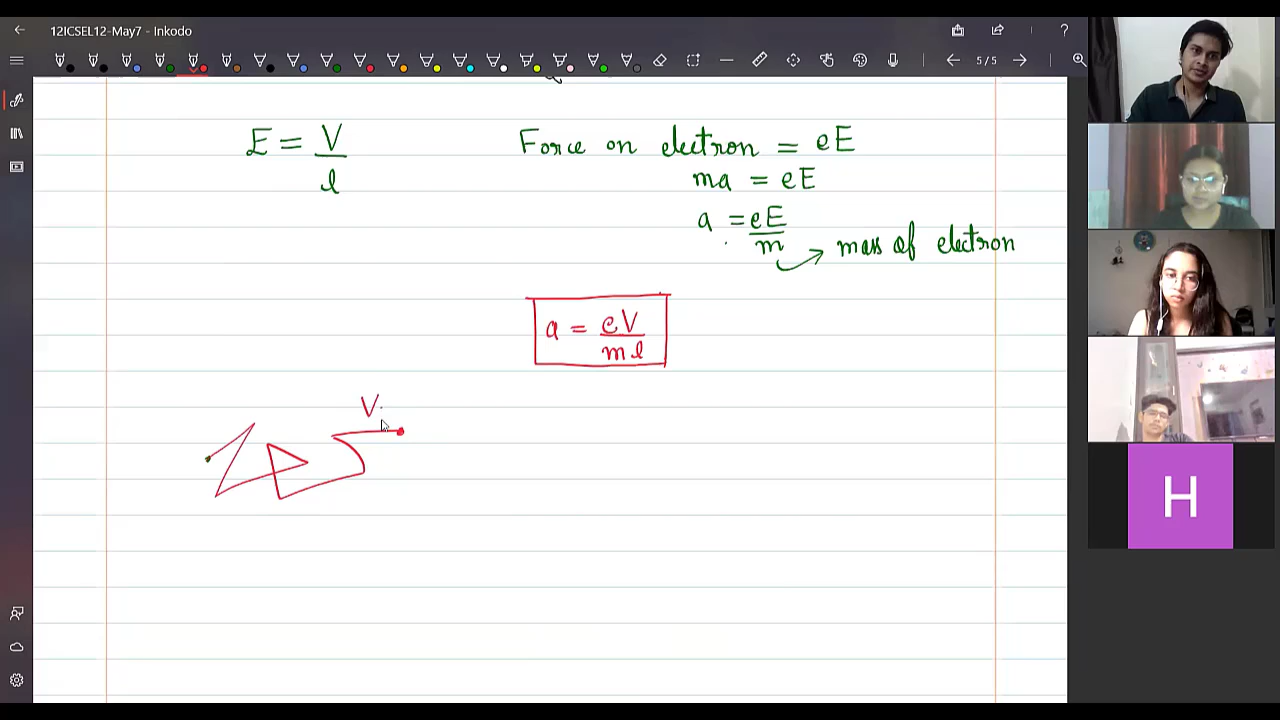 12ICSEL12-May7 - Inkodo
5/5
E = V/l
Force on electron = eE
ma = eE
a = eE/m → mass of electron
a = eV/ml
V
H